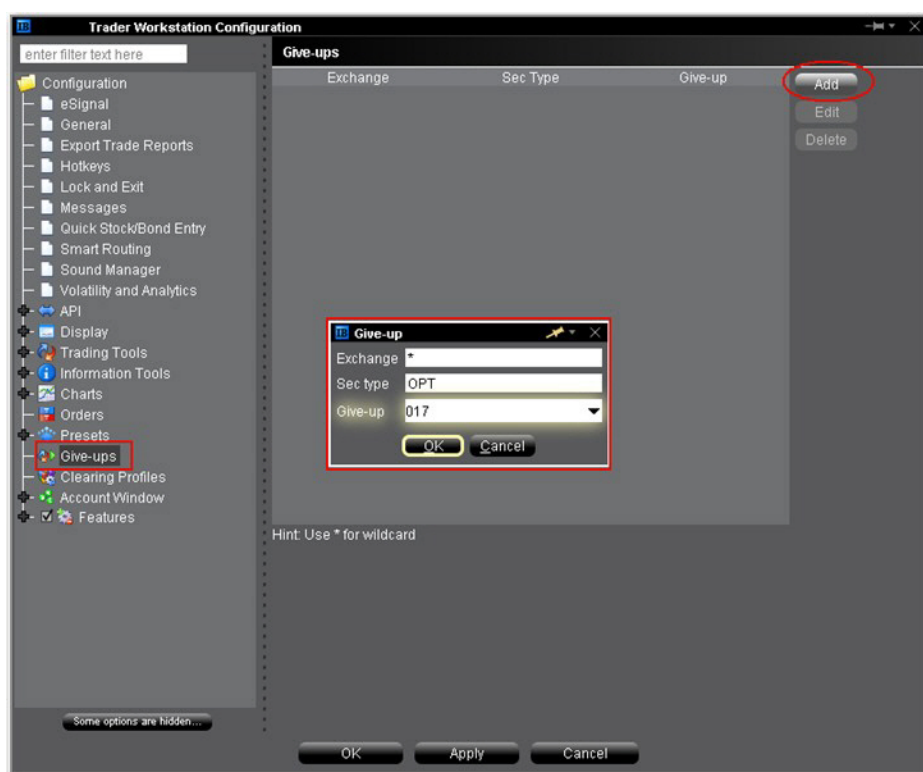 IB Trader Workstation Configuration
enter filter text here
Configuration
eSignal
General
Export Trade Reports
Hotkeys
Lock and Exit
Messages
Quick Stock/Bond Entry
Smart Routing
Sound Manager
Volatility and Analytics
API
Display
Trading Tools
Information Tools
Charts
Orders
Presets
Give-ups
Clearing Profiles
Account Window
Features
Some options are hidden...
Give-ups
Exchange Sec Type Give-up
Add
Edit
Delete
IB Give-up
Exchange *
Sec type OPT
Give-up 017
OK Cancel
Hint: Use * for wildcard
OK Apply Cancel